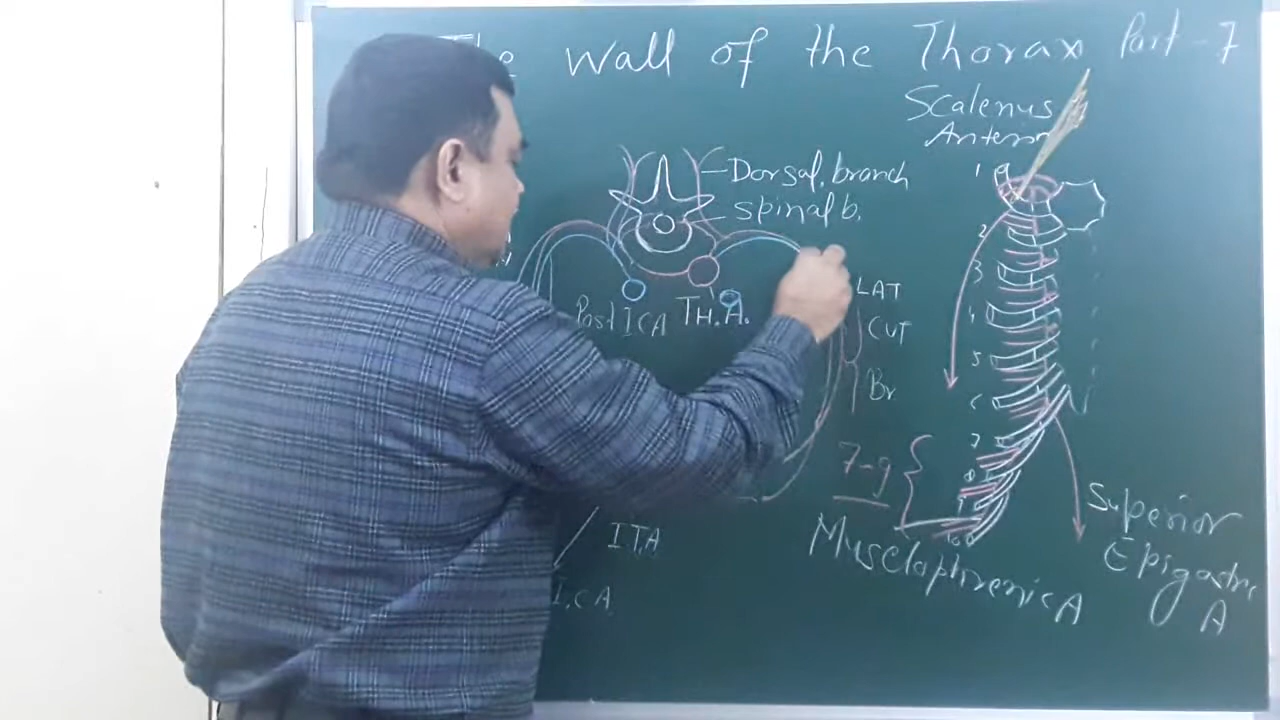 The Wall of the Thorax Part-7
Scalenus
Anterior
Dorsal branch
spinal b.
Post ICA TH.A.
LAT
CUT
Br
1
2
3
4
5
6
7
8
9
10
7-9
Musclophrenic A
Superior
Epigastric
A
ITA
I.C A